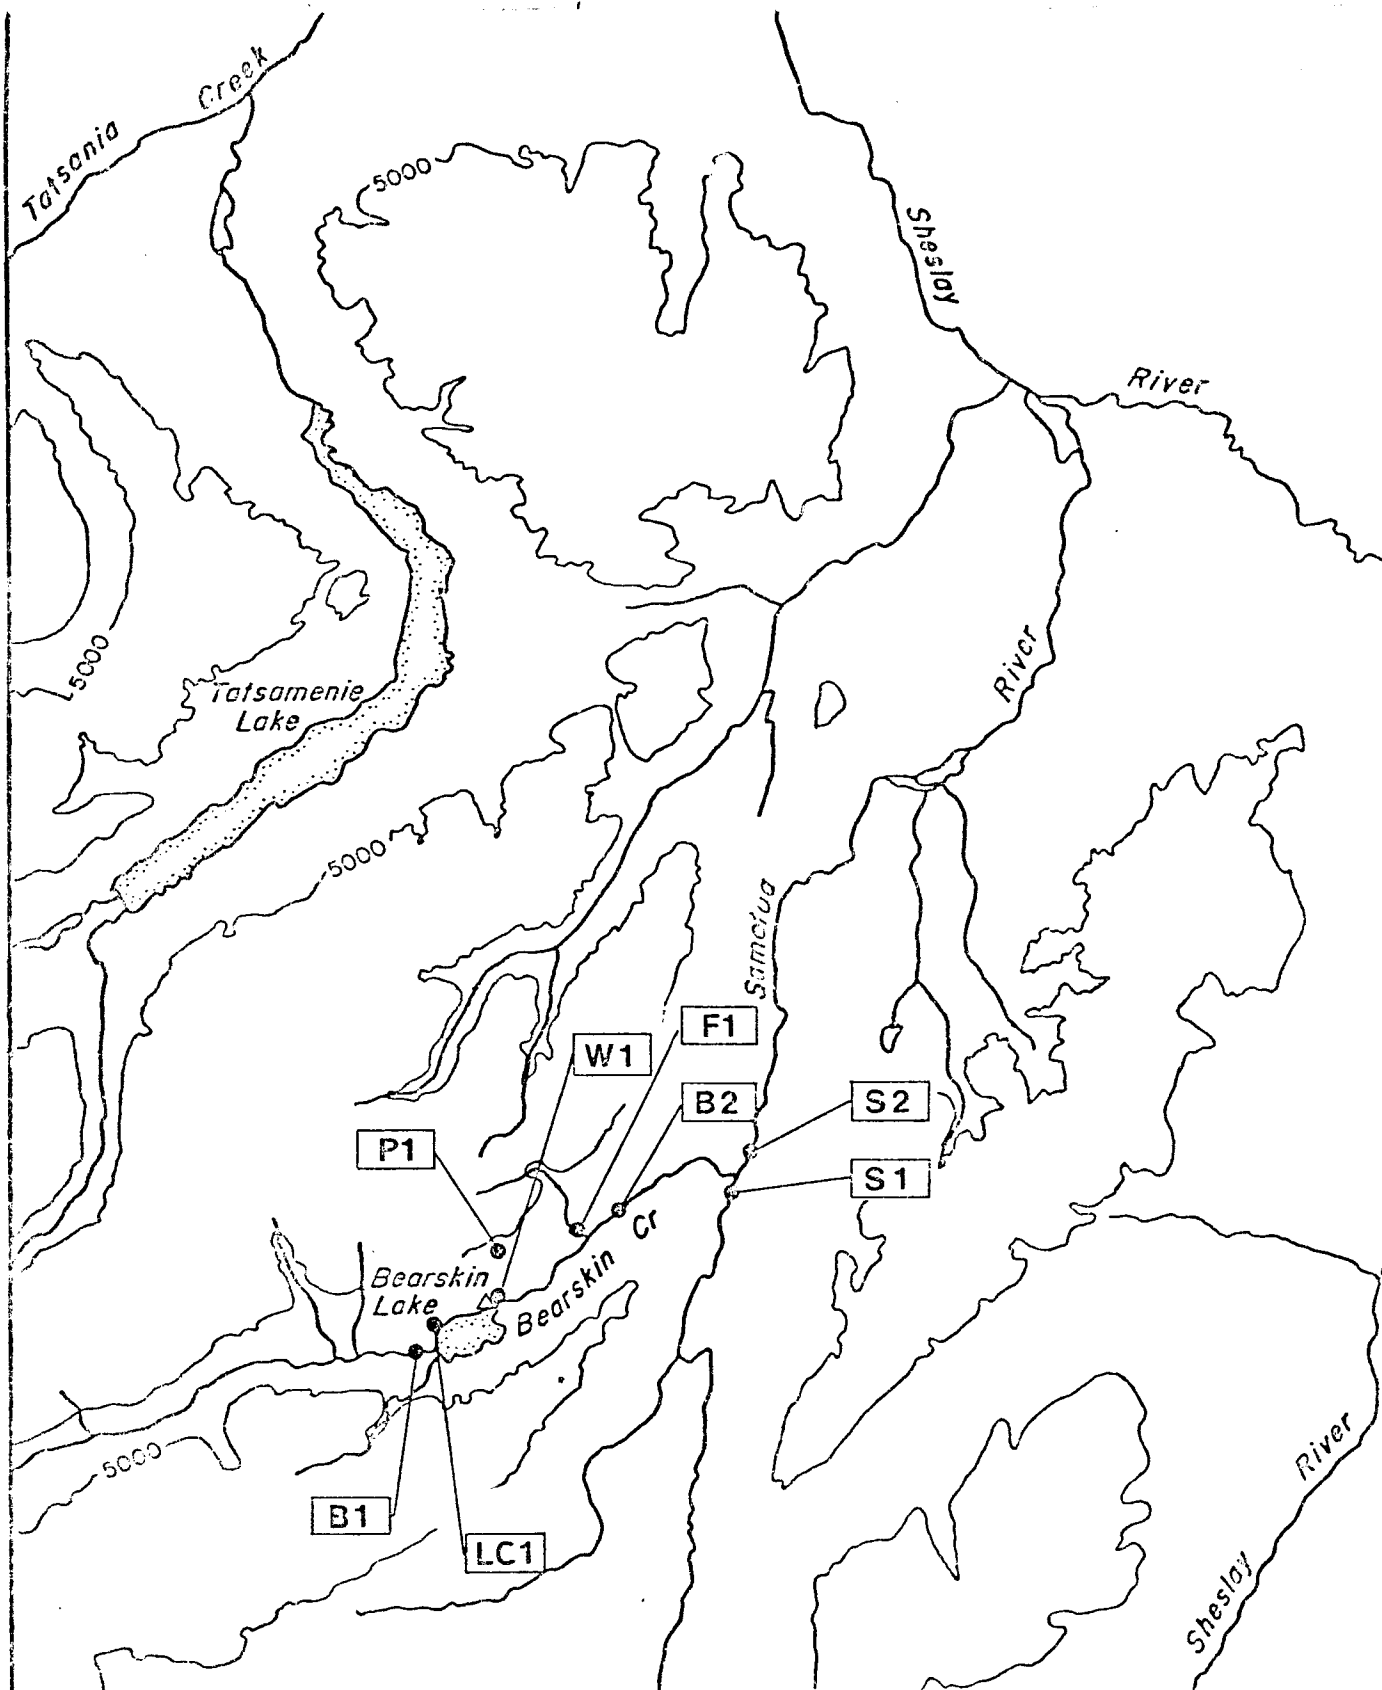 Tatsania Creek
5000
Sheslay
River
River
5000
Tatsamenie
Lake
5000
F1
W1
B2
S2
P1
S1
Bearskin
Lake
Bearskin Cr
5000
River
B1
LC1
Sheslay